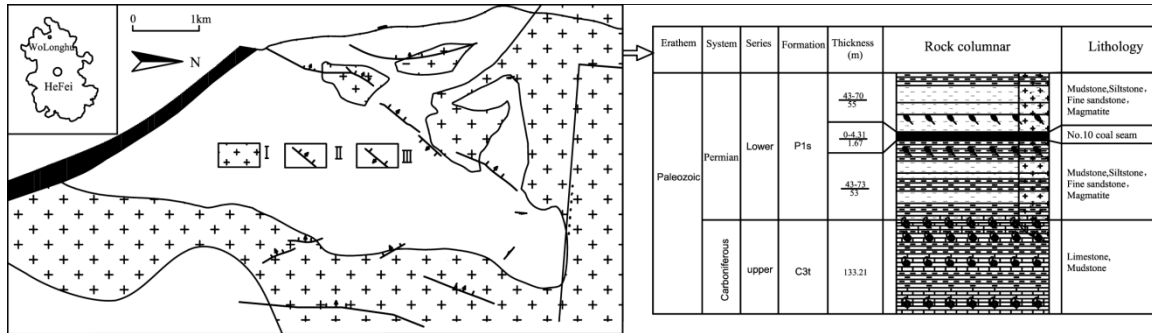 WoLonghu
HeFei
0 1km
N
I
II
III
Erathem
System
Series
Formation
Thickness
(m)
Rock columnar
Lithology
Paleozoic
Permian
Lower
P1s
43-70
55
Mudstone,Siltstone,
Fine sandstone,
Magmatite
0-4.31
1.67
No.10 coal seam
43-73
53
Mudstone,Siltstone,
Fine sandstone,
Magmatite
Carboniferous
upper
C3t
133.21
Limestone,
Mudstone